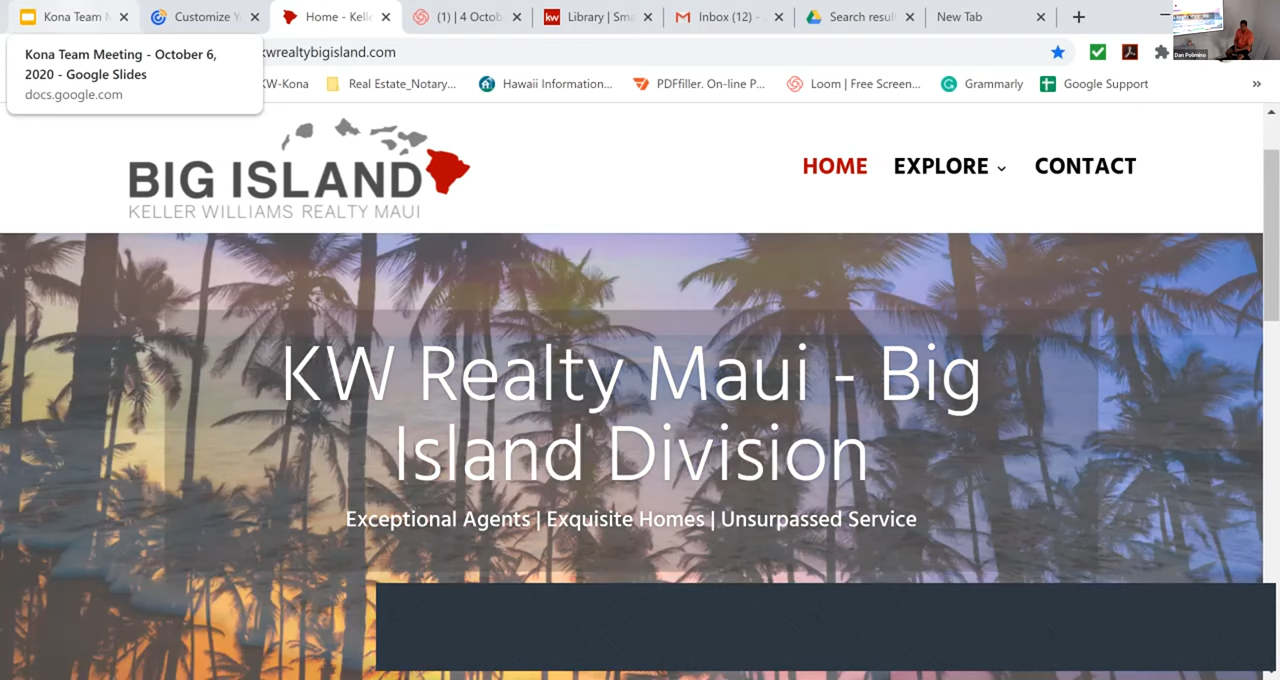 Kona Team M
Customize Y
Home - Kelle
(1) | 4 Octob
Library | Sma
Inbox (12) -
Search resul
New Tab
Kona Team Meeting - October 6,
2020 - Google Slides
docs.google.com
kwrealtybigisland.com
Dan Polimino
KW-Kona
Real Estate_Notary...
Hawaii Information...
PDFfiller. On-line P...
Loom | Free Screen...
Grammarly
Google Support
»
BIG ISLAND
KELLER WILLIAMS REALTY MAUI
HOME
EXPLORE
CONTACT
KW Realty Maui - Big
Island Division
Exceptional Agents | Exquisite Homes | Unsurpassed Service